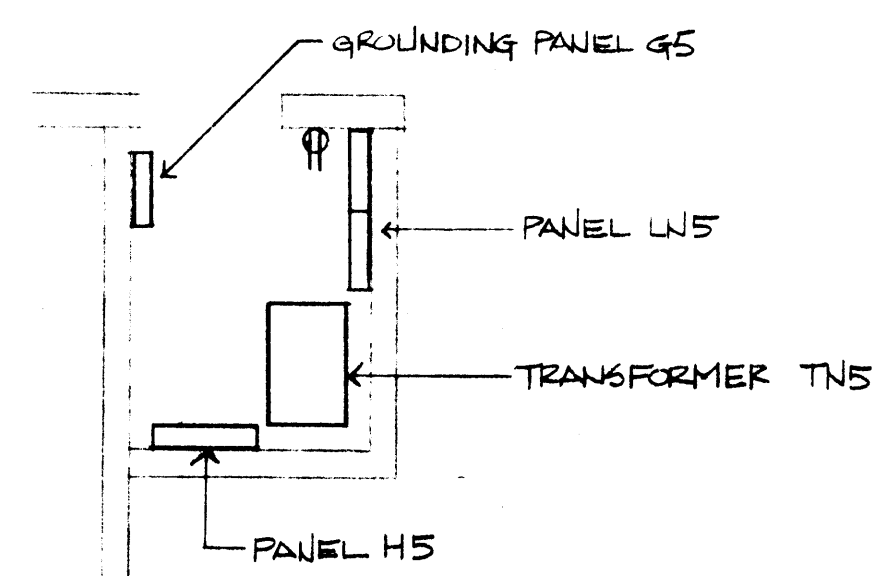 GROUNDING PANEL G5
PANEL LN5
TRANSFORMER TN5
PANEL H5